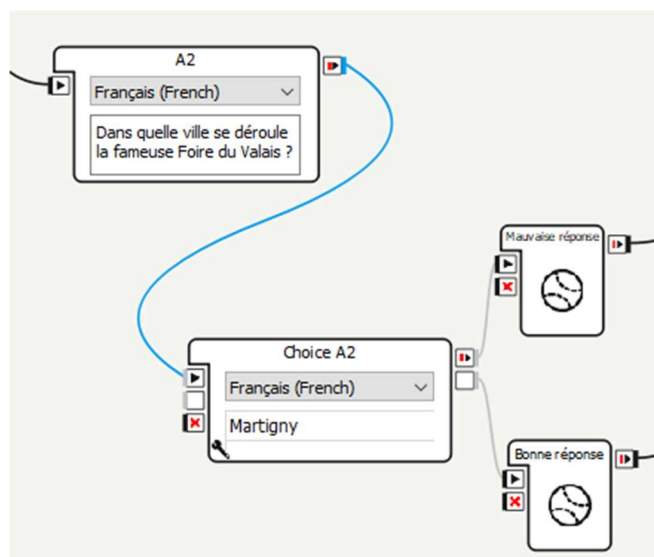 A2
Français (French)
Dans quelle ville se déroule
la fameuse Foire du Valais ?
Mauvaise réponse
Choice A2
Français (French)
Martigny
Bonne réponse